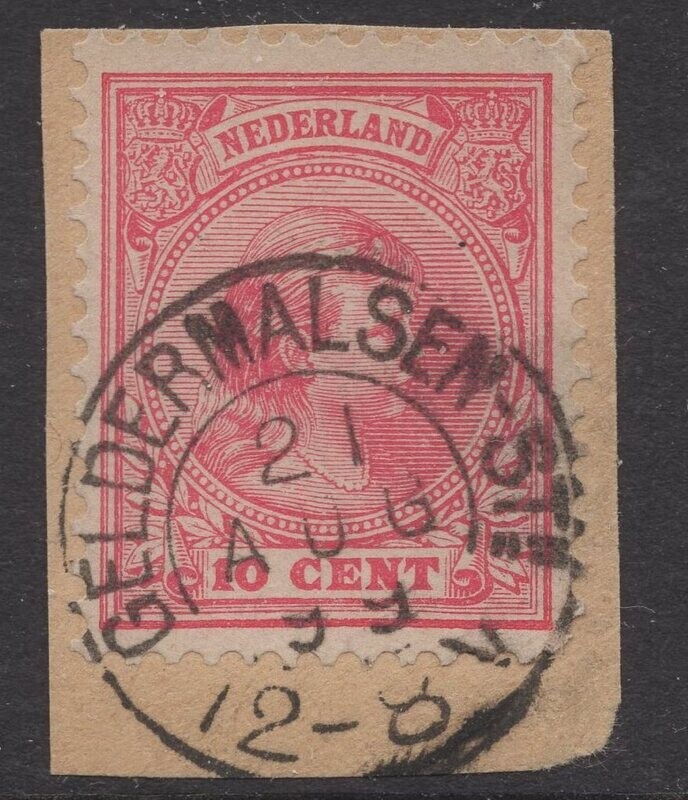 NEDERLAND
GELDERMALSEN-STN
21
AUG
10 CENT
12-8